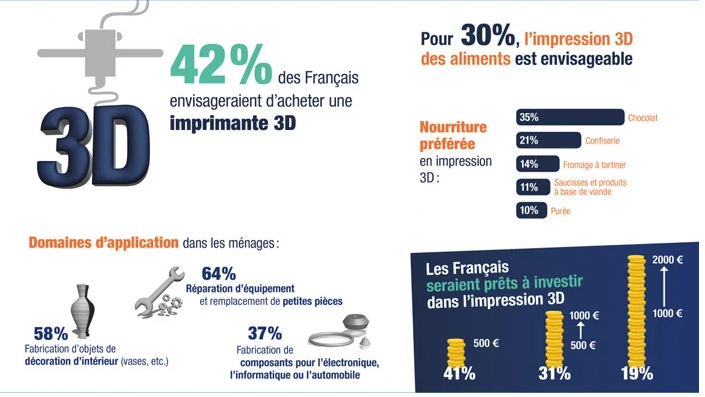 3D
42% des Français
envisageraient d'acheter une
imprimante 3D
Pour 30%, l'impression 3D
des aliments est envisageable
Nourriture
préférée
en impression
3D :
35% Chocolat
21% Confiserie
14% Fromage à tartiner
11% Saucisses et produits
à base de viande
10% Purée
Domaines d'application dans les ménages :
64%
Réparation d'équipement
et remplacement de petites pièces
58%
Fabrication d'objets de
décoration d'intérieur (vases, etc.)
37%
Fabrication de
composants pour l'électronique,
l'informatique ou l'automobile
Les Français
seraient prêts à investir
dans l'impression 3D
500 €
41%
1000 €
500 €
31%
2000 €
1000 €
19%